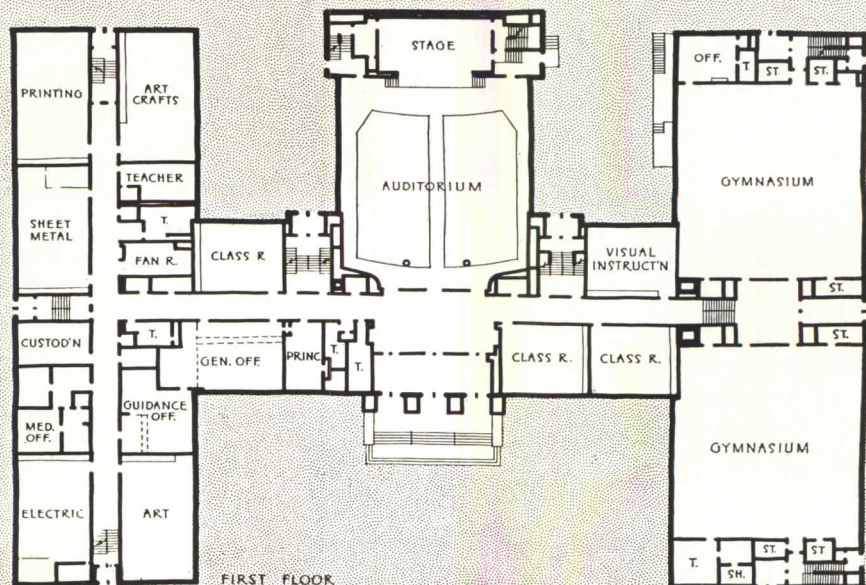 STAGE
OFF.
T.
ST.
ST.
PRINTING
ART
CRAFTS
TEACHER
AUDITORIUM
GYMNASIUM
SHEET
METAL
T.
FAN R.
CLASS R
VISUAL
INSTRUCT'N
ST.
CUSTOD'N
T.
GEN. OFF.
PRINC
T.
T.
CLASS R.
CLASS R.
ST.
MED.
OFF.
GUIDANCE
OFF.
GYMNASIUM
ELECTRIC
ART
T.
SH.
ST.
ST
FIRST FLOOR